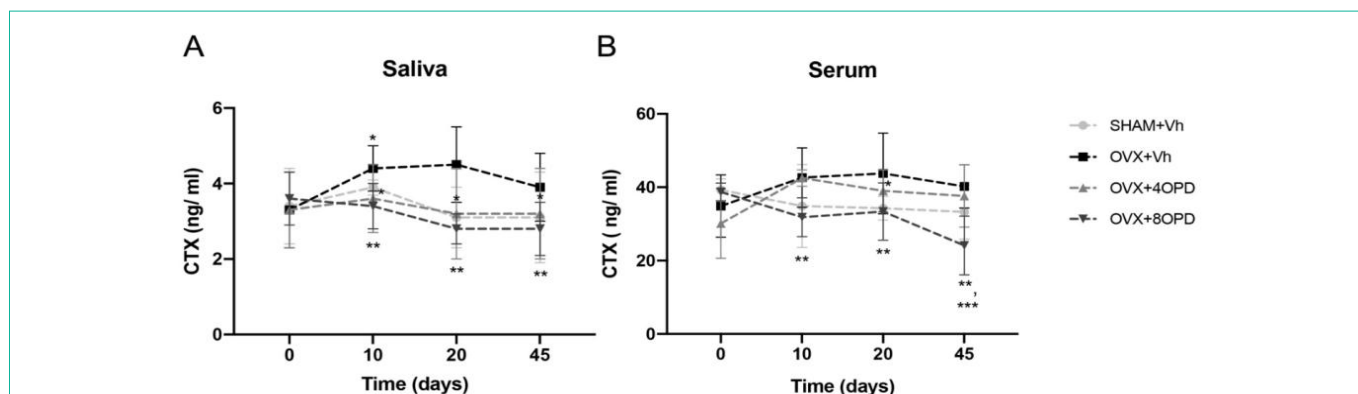 A
Saliva
CTX (ng/ ml)
6
4
2
0
*
*
*
*
**
**
**
0 10 20 45
Time (days)
B
Serum
CTX ( ng/ ml)
60
40
20
0
*
**
**
**,
***
0 10 20 45
Time (days)
SHAM+Vh
OVX+Vh
OVX+4OPD
OVX+8OPD